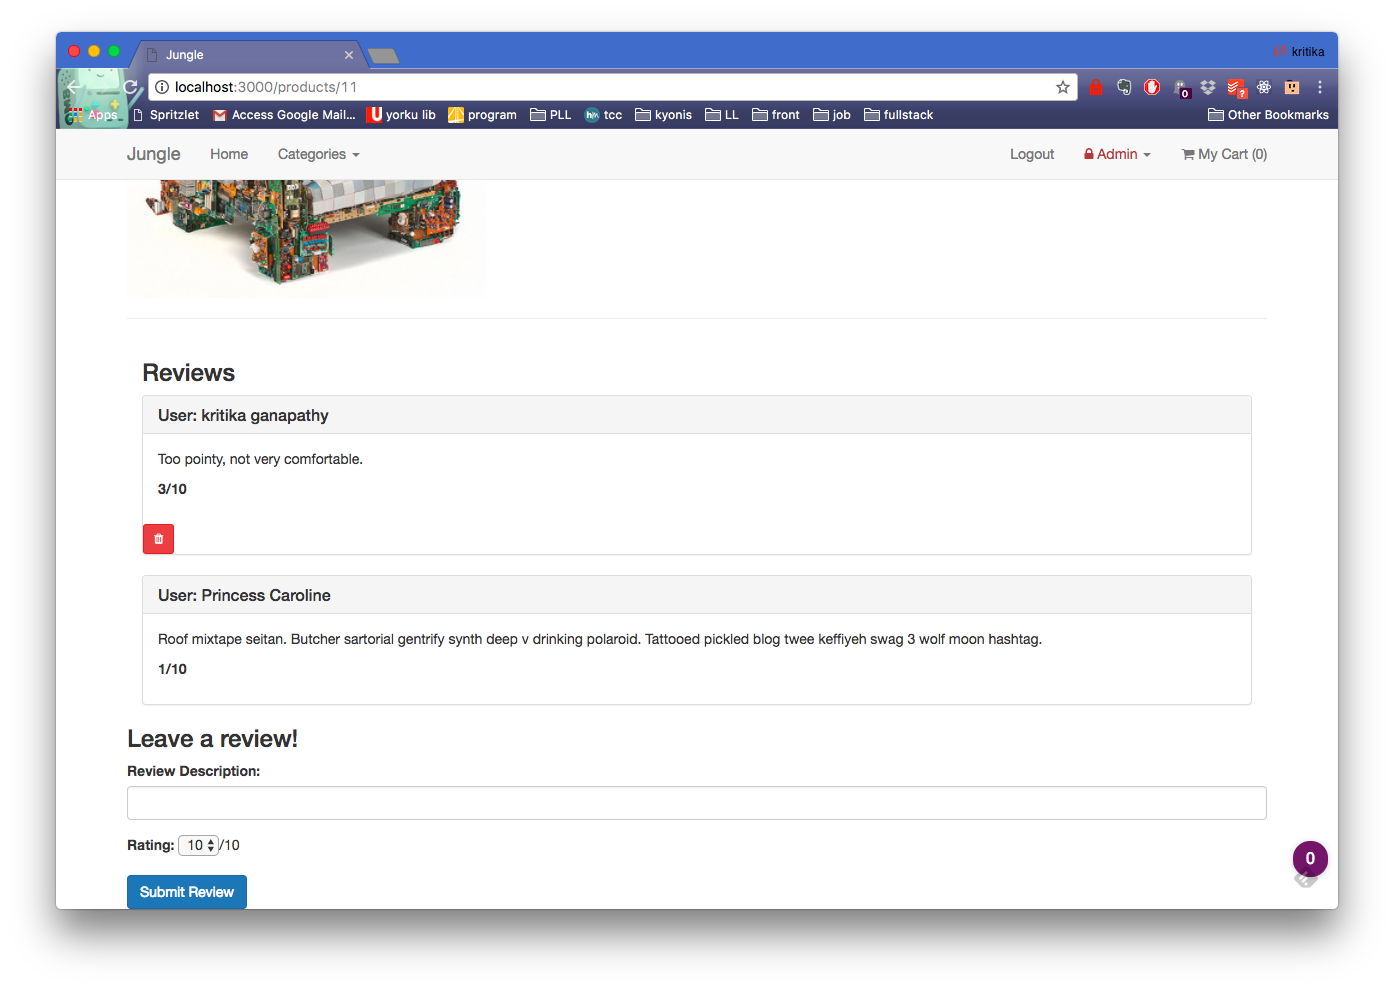 Jungle
kritika
localhost:3000/products/11
0
?
Apps Spritzlet Access Google Mail... yorku lib program PLL tcc kyonis LL front job fullstack Other Bookmarks
Jungle Home Categories Logout Admin My Cart (0)
Reviews
User: kritika ganapathy
Too pointy, not very comfortable.
3/10
User: Princess Caroline
Roof mixtape seitan. Butcher sartorial gentrify synth deep v drinking polaroid. Tattooed pickled blog twee keffiyeh swag 3 wolf moon hashtag.
1/10
Leave a review!
Review Description:
Rating: 10 /10
0
Submit Review